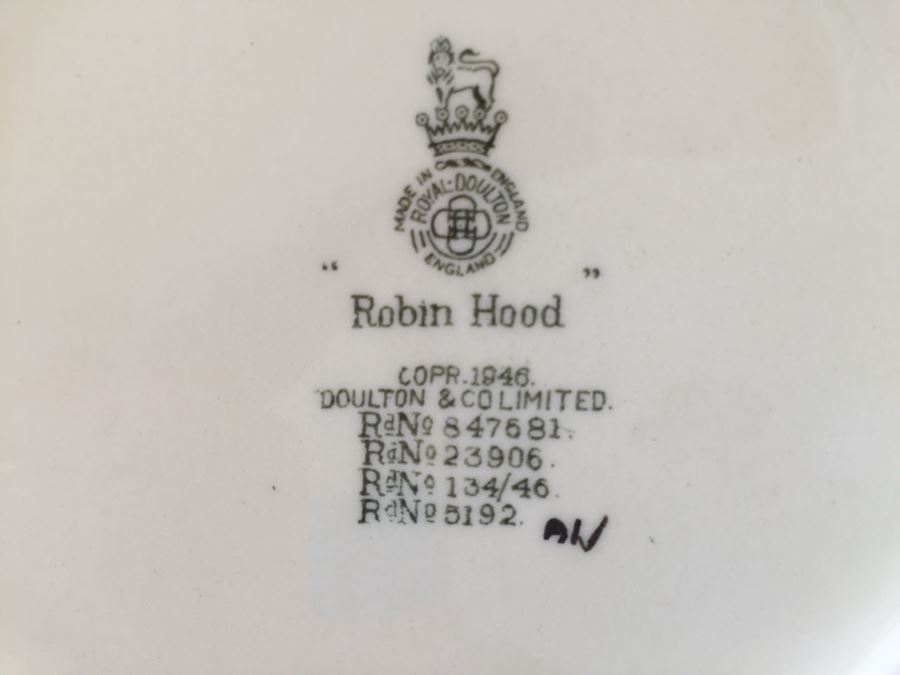 MADE IN ENGLAND
ROYAL-DOULTON
ENGLAND
"            "
Robin Hood
COPR.1946.
DOULTON & CO LIMITED.
RdNo 847681.
RdNo 23906.
RdNo 134/46.
RdNo 5192.